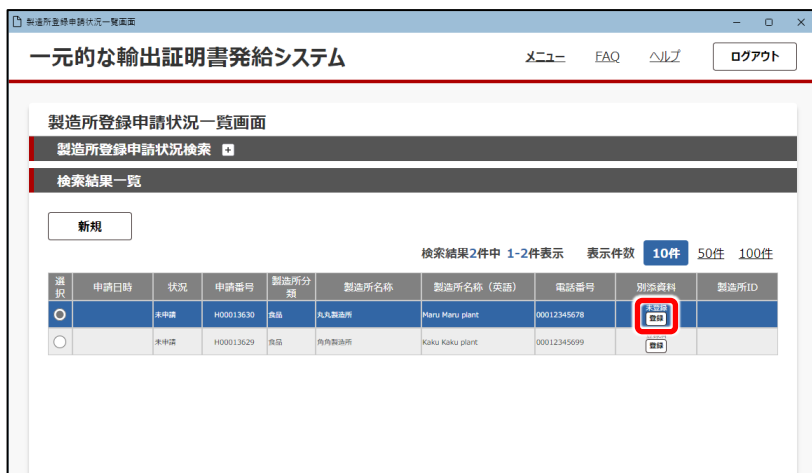 製造所登録申請状況一覧画面
一元的な輸出証明書発給システム
メニュー FAQ ヘルプ ログアウト
製造所登録申請状況一覧画面
製造所登録申請状況検索
検索結果一覧
新規
検索結果2件中 1-2件表示 表示件数 10件 50件 100件
選択 申請日時 状況 申請番号 製造所分類 製造所名称 製造所名称（英語） 電話番号 別添資料 製造所ID
未申請 H00013630 食品 丸丸製造所 Maru Maru plant 00012345678 登録
未申請 H00013629 食品 角角製造所 Kaku Kaku plant 00012345699 登録